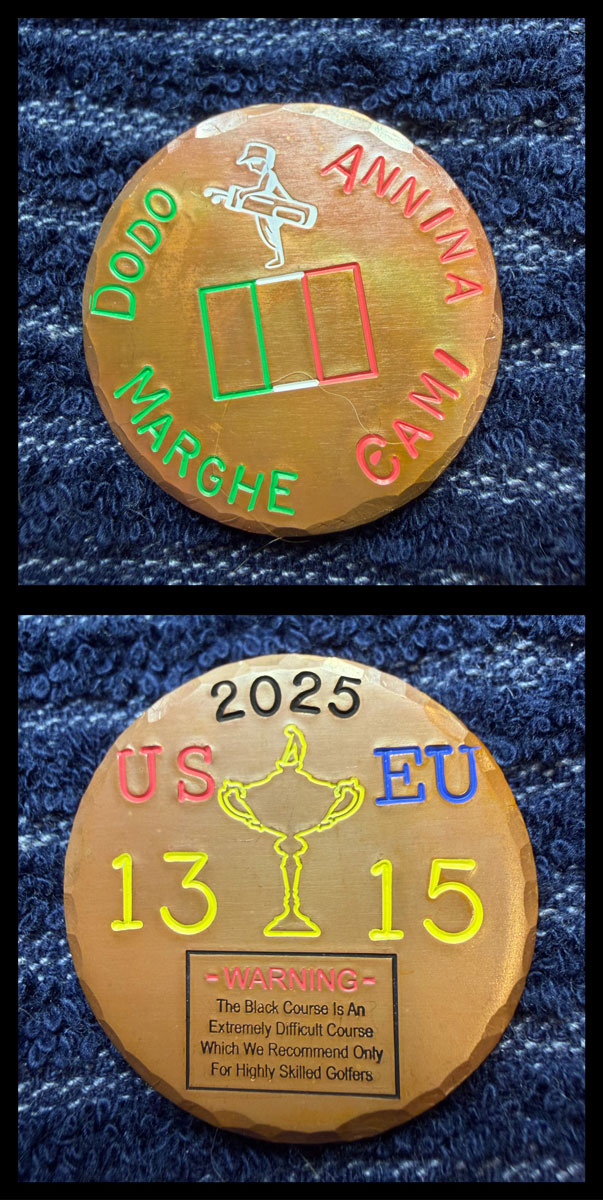 DODO
ANNINA
MARGHE
CAMI
2025
US EU
13 15
-WARNING-
The Black Course Is An
Extremely Difficult Course
Which We Recommend Only
For Highly Skilled Golfers